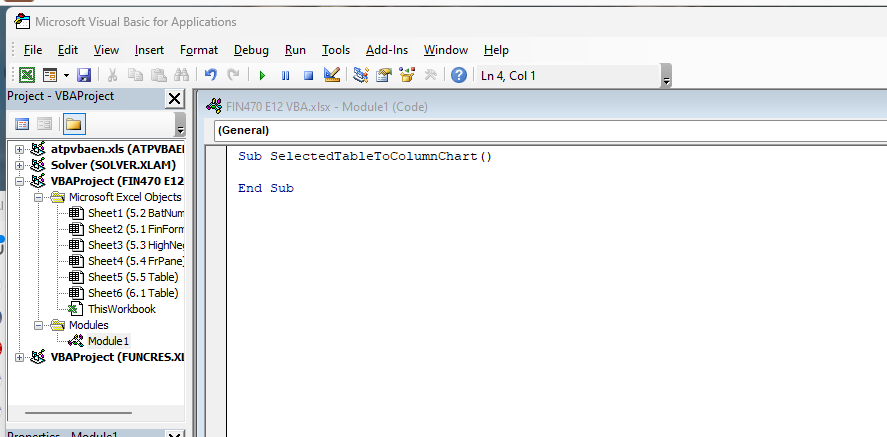 Microsoft Visual Basic for Applications
File Edit View Insert Format Debug Run Tools Add-Ins Window Help
Ln 4, Col 1
Project - VBAProject
FIN470 E12 VBA.xlsx - Module1 (Code)
(General)
atpvbaen.xls (ATPVBAEI
Solver (SOLVER.XLAM)
VBAProject (FIN470 E12
Microsoft Excel Objects
Sheet1 (5.2 BatNum
Sheet2 (5.1 FinForm
Sheet3 (5.3 HighNeg
Sheet4 (5.4 FrPane)
Sheet5 (5.5 Table)
Sheet6 (6.1 Table)
ThisWorkbook
Modules
Module1
VBAProject (FUNCRES.XL
Sub SelectedTableToColumnChart()
End Sub
Properties - Module1